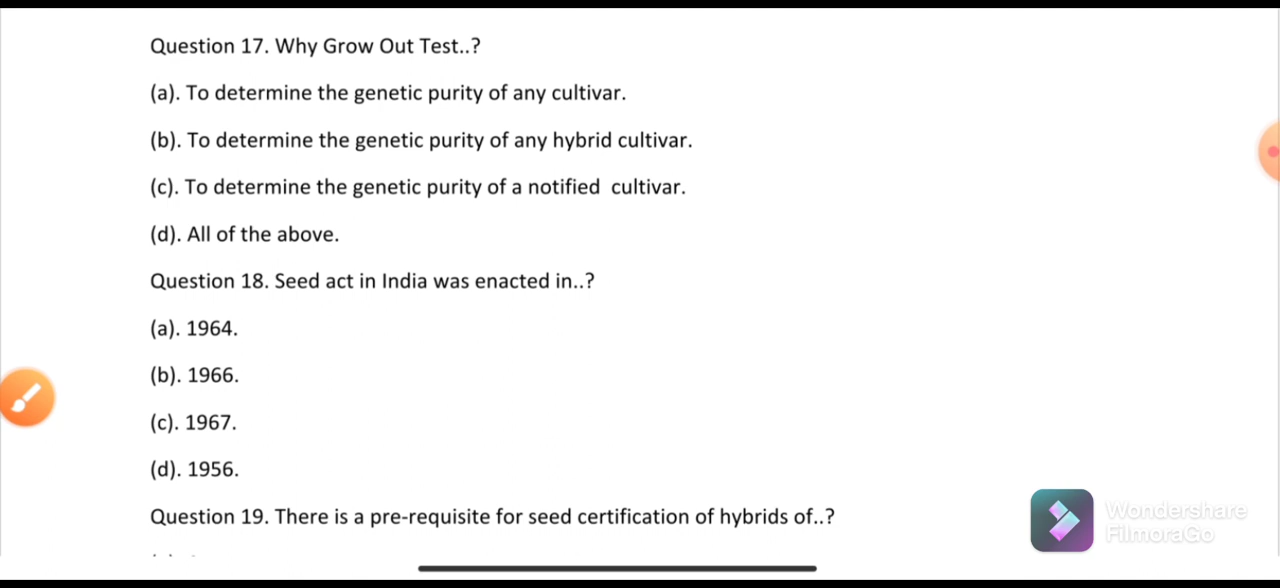 Question 17. Why Grow Out Test..?
(a). To determine the genetic purity of any cultivar.
(b). To determine the genetic purity of any hybrid cultivar.
(c). To determine the genetic purity of a notified  cultivar.
(d). All of the above.
Question 18. Seed act in India was enacted in..?
(a). 1964.
(b). 1966.
(c). 1967.
(d). 1956.
Question 19. There is a pre-requisite for seed certification of hybrids of..?
Wondershare
FilmoraGo